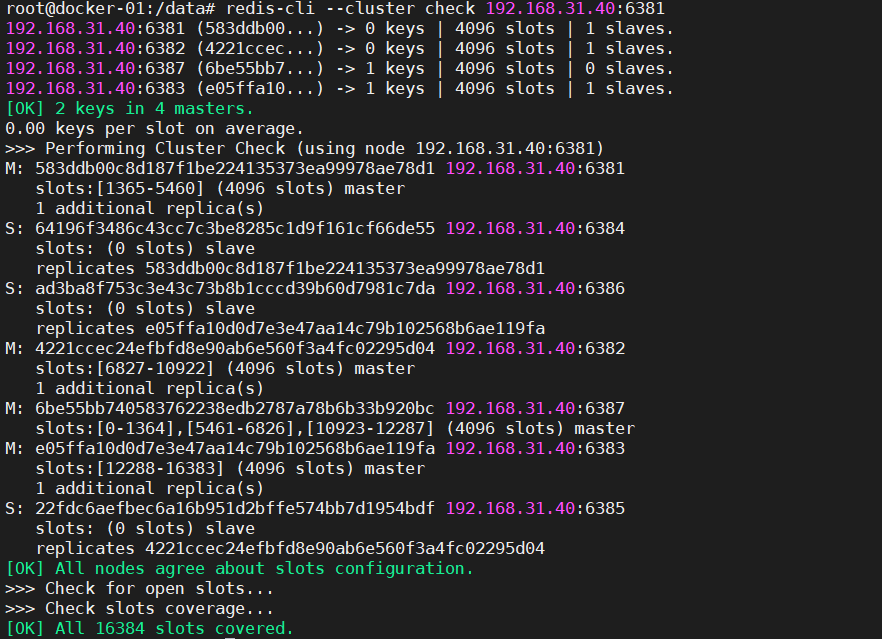 root@docker-01:/data# redis-cli --cluster check 192.168.31.40:6381
192.168.31.40:6381 (583ddb00...) -> 0 keys | 4096 slots | 1 slaves.
192.168.31.40:6382 (4221ccec...) -> 0 keys | 4096 slots | 1 slaves.
192.168.31.40:6387 (6be55bb7...) -> 1 keys | 4096 slots | 0 slaves.
192.168.31.40:6383 (e05ffa10...) -> 1 keys | 4096 slots | 1 slaves.
[OK] 2 keys in 4 masters.
0.00 keys per slot on average.
>>> Performing Cluster Check (using node 192.168.31.40:6381)
M: 583ddb00c8d187f1be224135373ea99978ae78d1 192.168.31.40:6381
   slots:[1365-5460] (4096 slots) master
   1 additional replica(s)
S: 64196f3486c43cc7c3be8285c1d9f161cf66de55 192.168.31.40:6384
   slots: (0 slots) slave
   replicates 583ddb00c8d187f1be224135373ea99978ae78d1
S: ad3ba8f753c3e43c73b8b1cccd39b60d7981c7da 192.168.31.40:6386
   slots: (0 slots) slave
   replicates e05ffa10d0d7e3e47aa14c79b102568b6ae119fa
M: 4221ccec24efbfd8e90ab6e560f3a4fc02295d04 192.168.31.40:6382
   slots:[6827-10922] (4096 slots) master
   1 additional replica(s)
M: 6be55bb740583762238edb2787a78b6b33b920bc 192.168.31.40:6387
   slots:[0-1364],[5461-6826],[10923-12287] (4096 slots) master
M: e05ffa10d0d7e3e47aa14c79b102568b6ae119fa 192.168.31.40:6383
   slots:[12288-16383] (4096 slots) master
   1 additional replica(s)
S: 22fdc6aefbec6a16b951d2bffe574bb7d1954bdf 192.168.31.40:6385
   slots: (0 slots) slave
   replicates 4221ccec24efbfd8e90ab6e560f3a4fc02295d04
[OK] All nodes agree about slots configuration.
>>> Check for open slots...
>>> Check slots coverage...
[OK] All 16384 slots covered.